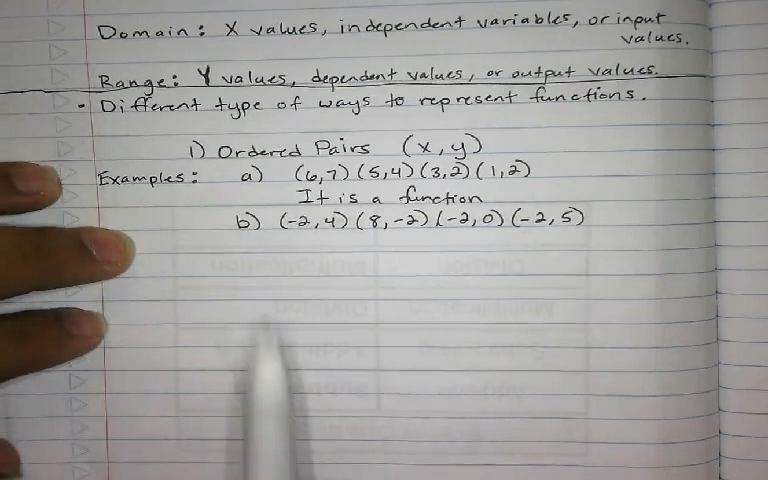 Domain: X values, independent variables, or input
values.
Range: Y values, dependent values, or output values.
• Different type of ways to represent functions.
1) Ordered Pairs (x,y)
Examples: a) (6,7) (5,4) (3,2) (1,2)
It is a function
b) (-2,4) (8,-2) (-2,0) (-2,5)